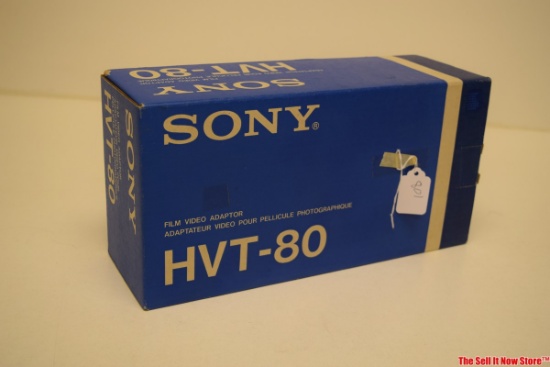 HVT-80
SONY
SONY
HVT-80
SONY®
FILM VIDEO ADAPTOR
ADAPTATEUR VIDEO POUR PELLICULE PHOTOGRAPHIQUE
HVT-80
The Sell It Now Store™